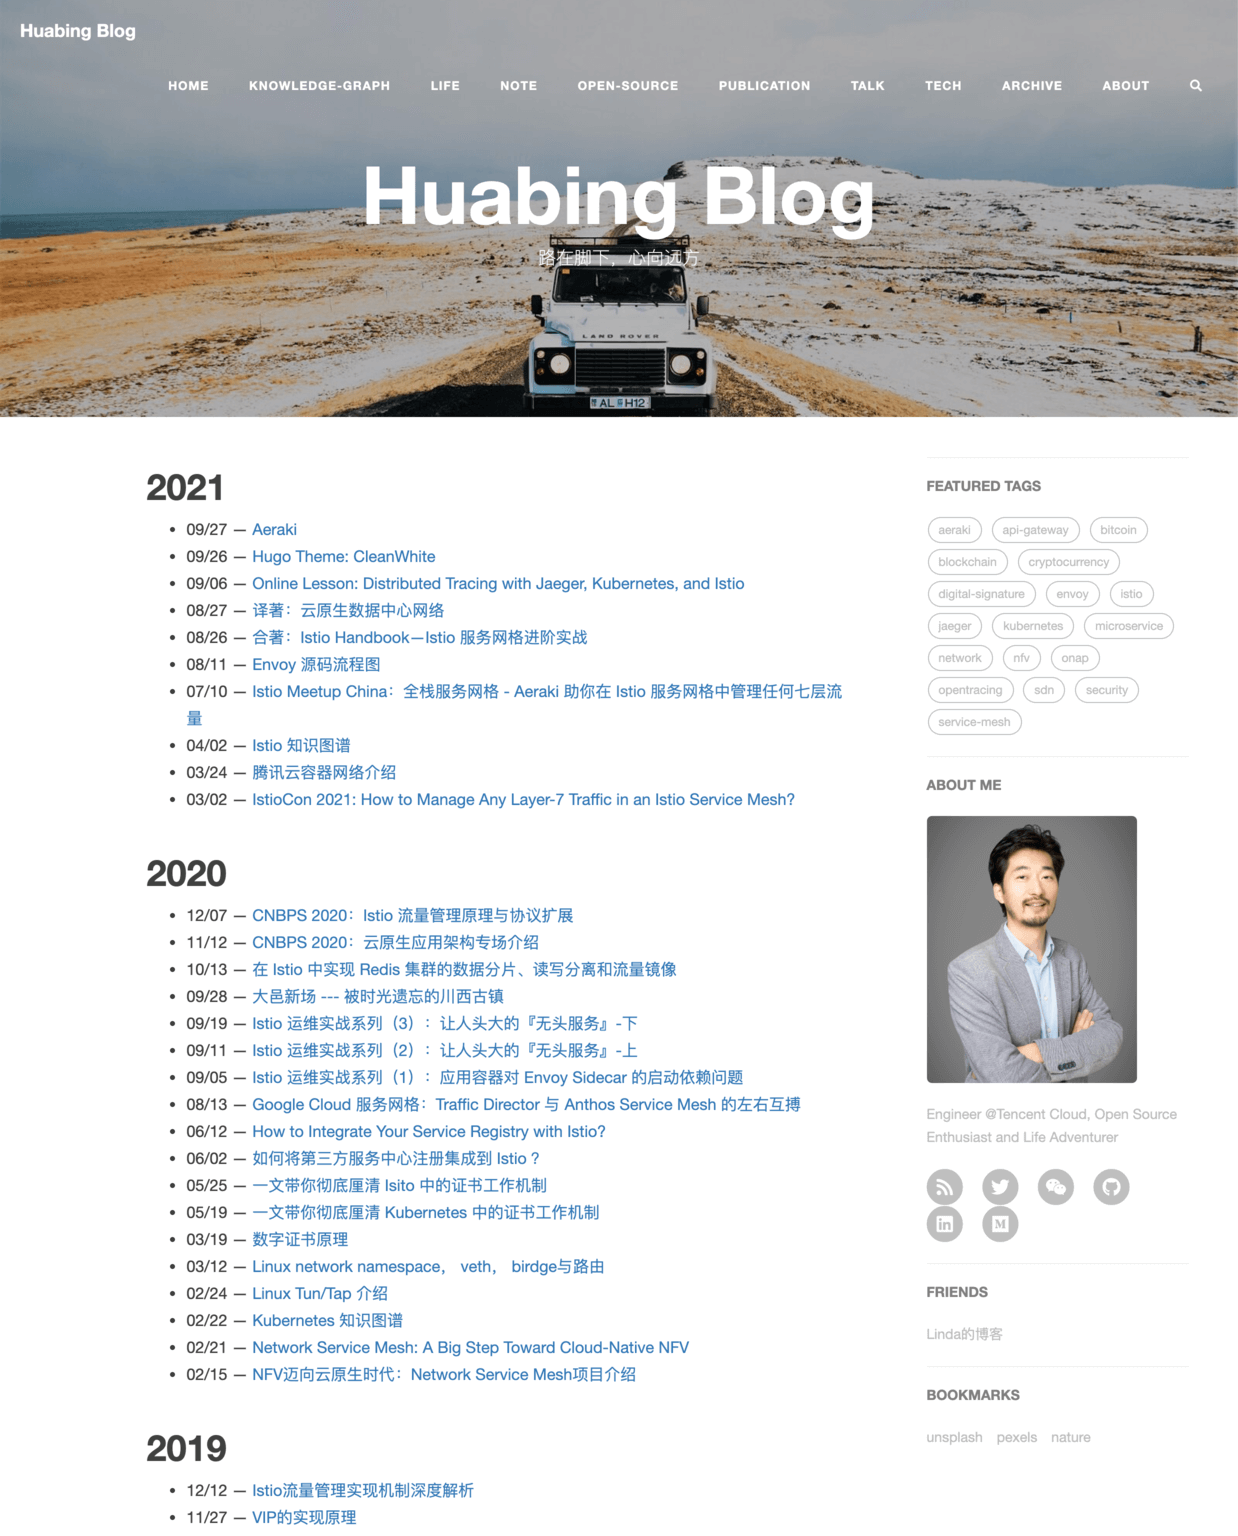 Huabing Blog
HOME KNOWLEDGE-GRAPH LIFE NOTE OPEN-SOURCE PUBLICATION TALK TECH ARCHIVE ABOUT
Huabing Blog
路在脚下，心向远方
LAND ROVER
AL H12
2021
09/27 — Aeraki
09/26 — Hugo Theme: CleanWhite
09/06 — Online Lesson: Distributed Tracing with Jaeger, Kubernetes, and Istio
08/27 — 译著：云原生数据中心网络
08/26 — 合著：Istio Handbook—Istio 服务网格进阶实战
08/11 — Envoy 源码流程图
07/10 — Istio Meetup China：全栈服务网格 - Aeraki 助你在 Istio 服务网格中管理任何七层流
量
04/02 — Istio 知识图谱
03/24 — 腾讯云容器网络介绍
03/02 — IstioCon 2021: How to Manage Any Layer-7 Traffic in an Istio Service Mesh?
2020
12/07 — CNBPS 2020：Istio 流量管理原理与协议扩展
11/12 — CNBPS 2020：云原生应用架构专场介绍
10/13 — 在 Istio 中实现 Redis 集群的数据分片、读写分离和流量镜像
09/28 — 大邑新场 --- 被时光遗忘的川西古镇
09/19 — Istio 运维实战系列（3）：让人头大的『无头服务』-下
09/11 — Istio 运维实战系列（2）：让人头大的『无头服务』-上
09/05 — Istio 运维实战系列（1）：应用容器对 Envoy Sidecar 的启动依赖问题
08/13 — Google Cloud 服务网格：Traffic Director 与 Anthos Service Mesh 的左右互搏
06/12 — How to Integrate Your Service Registry with Istio?
06/02 — 如何将第三方服务中心注册集成到 Istio ?
05/25 — 一文带你彻底厘清 Isito 中的证书工作机制
05/19 — 一文带你彻底厘清 Kubernetes 中的证书工作机制
03/19 — 数字证书原理
03/12 — Linux network namespace， veth， birdge与路由
02/24 — Linux Tun/Tap 介绍
02/22 — Kubernetes 知识图谱
02/21 — Network Service Mesh: A Big Step Toward Cloud-Native NFV
02/15 — NFV迈向云原生时代：Network Service Mesh项目介绍
2019
12/12 — Istio流量管理实现机制深度解析
11/27 — VIP的实现原理
FEATURED TAGS
aeraki api-gateway bitcoin
blockchain cryptocurrency
digital-signature envoy istio
jaeger kubernetes microservice
network nfv onap
opentracing sdn security
service-mesh
ABOUT ME
Engineer @Tencent Cloud, Open Source
Enthusiast and Life Adventurer
FRIENDS
Linda的博客
BOOKMARKS
unsplash pexels nature